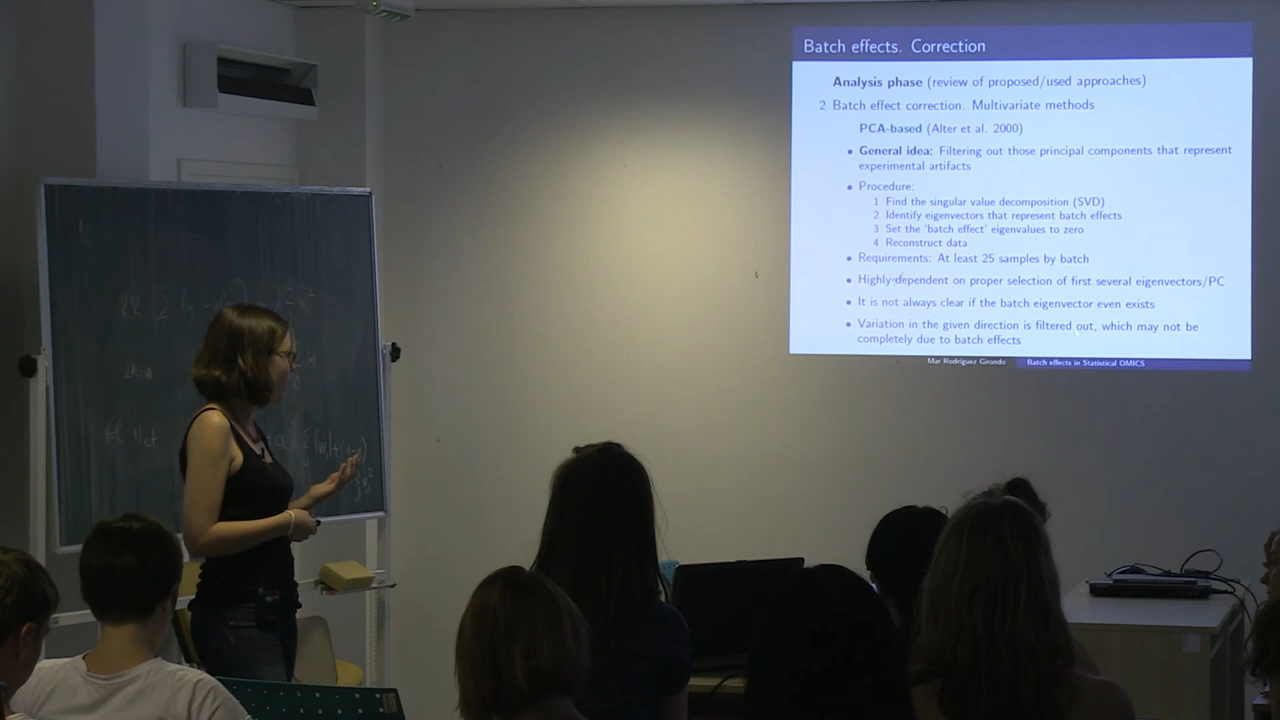 Batch effects. Correction
Analysis phase (review of proposed/used approaches)
2 Batch effect correction. Multivariate methods
PCA-based (Alter et al. 2000)
• General idea: Filtering out those principal components that represent
experimental artifacts
• Procedure:
1 Find the singular value decomposition (SVD)
2 Identify eigenvectors that represent batch effects
3 Set the 'batch effect' eigenvalues to zero
4 Reconstruct data
• Requirements: At least 25 samples by batch
• Highly dependent on proper selection of first several eigenvectors/PC
• It is not always clear if the batch eigenvector even exists
• Variation in the given direction is filtered out, which may not be
completely due to batch effects
Mar Rodríguez Girondo Batch effects in Statistical OMICS
RR
Net